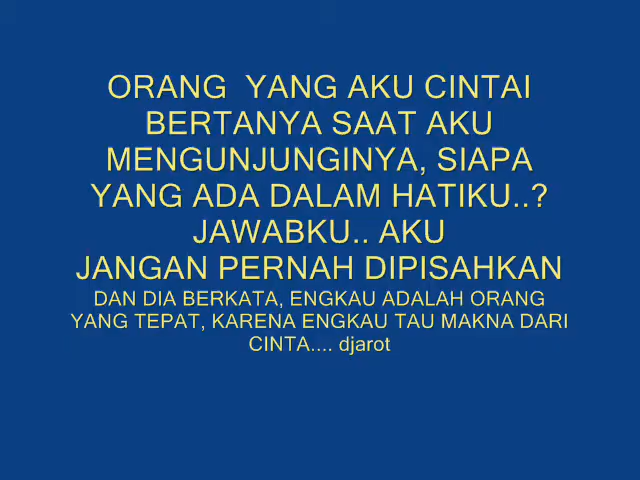 ORANG  YANG AKU CINTAI
BERTANYA SAAT AKU
MENGUNJUNGINYA, SIAPA
YANG ADA DALAM HATIKU..?
JAWABKU.. AKU
JANGAN PERNAH DIPISAHKAN
DAN DIA BERKATA, ENGKAU ADALAH ORANG
YANG TEPAT, KARENA ENGKAU TAU MAKNA DARI
CINTA.... djarot